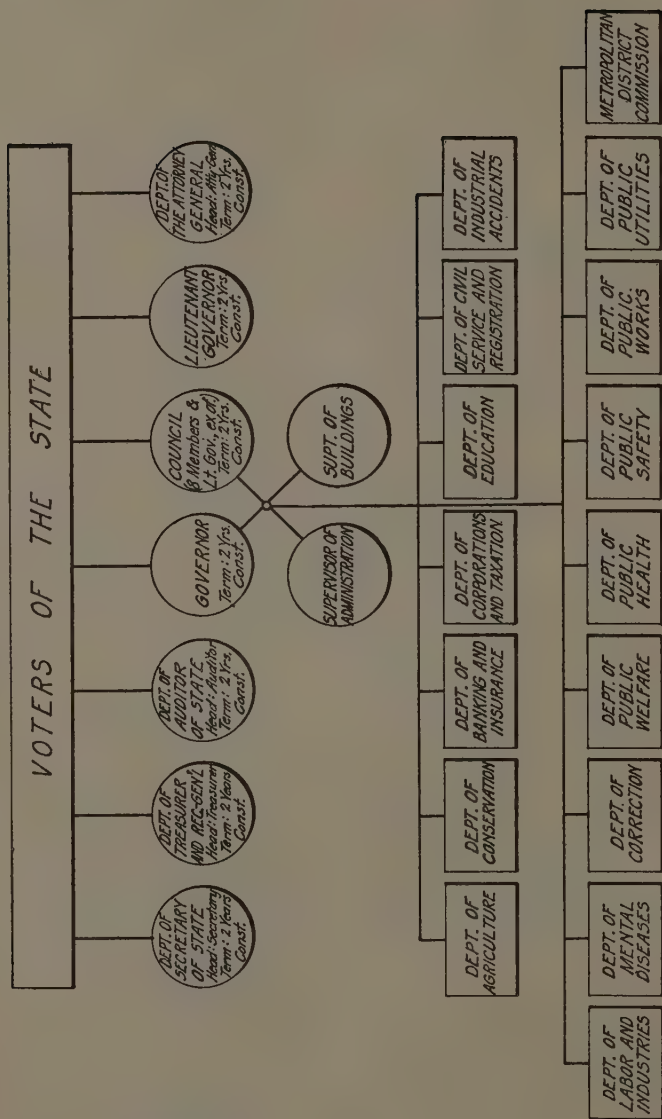 VOTERS OF THE STATE
DEPT. OF
SECRETARY
OF STATE
Head: Secretary
Term: 2 Years
Const.
DEPT. OF
TREASURER
AND REC-GEN'L
Head: Treasurer
Term: 2 Years
Const.
DEPT. OF
AUDITOR
OF STATE
Head: Auditor
Term: 2 Yrs.
Const.
GOVERNOR
Term: 2 Yrs.
Const.
COUNCIL
(8 Members &
Lt. Gov., ex of.)
Term: 2 Yrs.
Const.
LIEUTENANT
GOVERNOR
Term: 2 Yrs.
Const.
DEPT. OF
THE ATTORNEY
GENERAL
Head: Att'y-Gen.
Term: 2 Yrs.
Const.
SUPERVISOR OF
ADMINISTRATION
SUPT. OF
BUILDINGS
DEPT. OF
AGRICULTURE
DEPT. OF
CONSERVATION
DEPT. OF
BANKING AND
INSURANCE
DEPT. OF
CORPORATIONS
AND TAXATION
DEPT. OF
EDUCATION
DEPT. OF CIVIL
SERVICE AND
REGISTRATION
DEPT. OF
INDUSTRIAL
ACCIDENTS
DEPT. OF
LABOR AND
INDUSTRIES
DEPT. OF
MENTAL
DISEASES
DEPT. OF
CORRECTION
DEPT. OF
PUBLIC
WELFARE
DEPT. OF
PUBLIC
HEALTH
DEPT. OF
PUBLIC
SAFETY
DEPT. OF
PUBLIC.
WORKS
DEPT. OF
PUBLIC
UTILITIES
METROPOLITAN
DISTRICT
COMMISSION